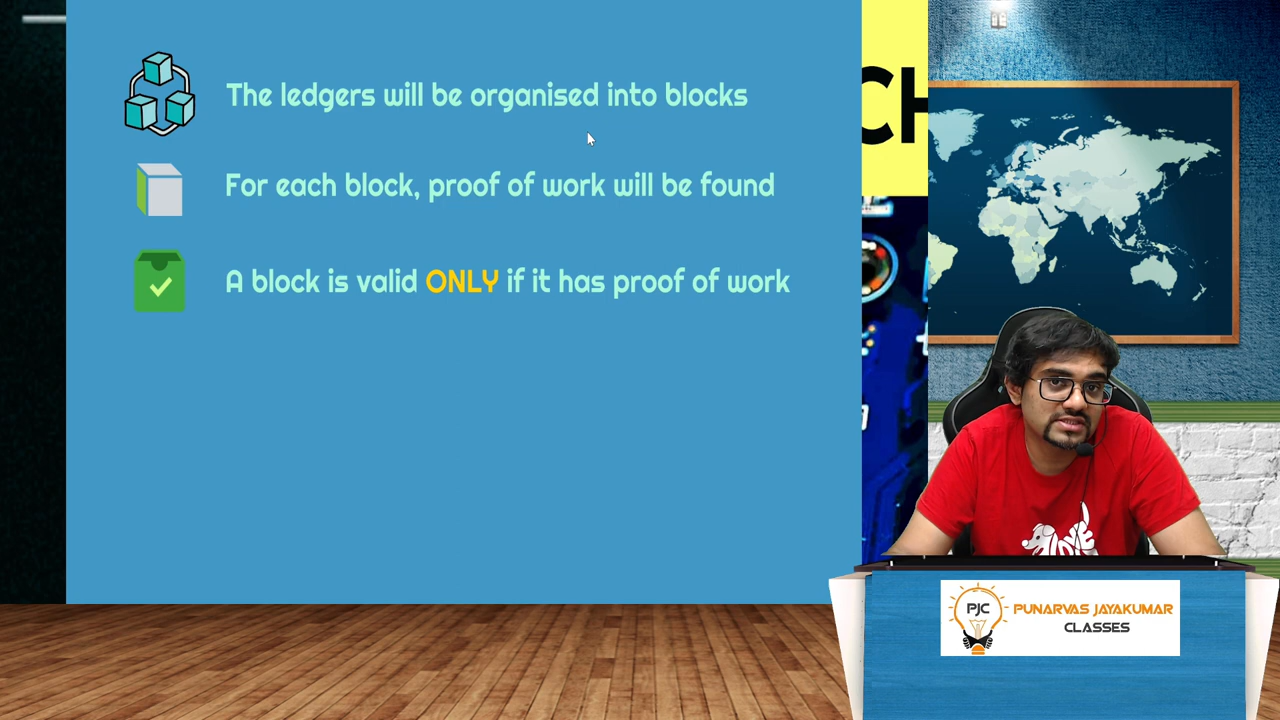 The ledgers will be organised into blocks
For each block, proof of work will be found
A block is valid ONLY if it has proof of work
CH
PJC
PUNARVAS JAYAKUMAR
CLASSES